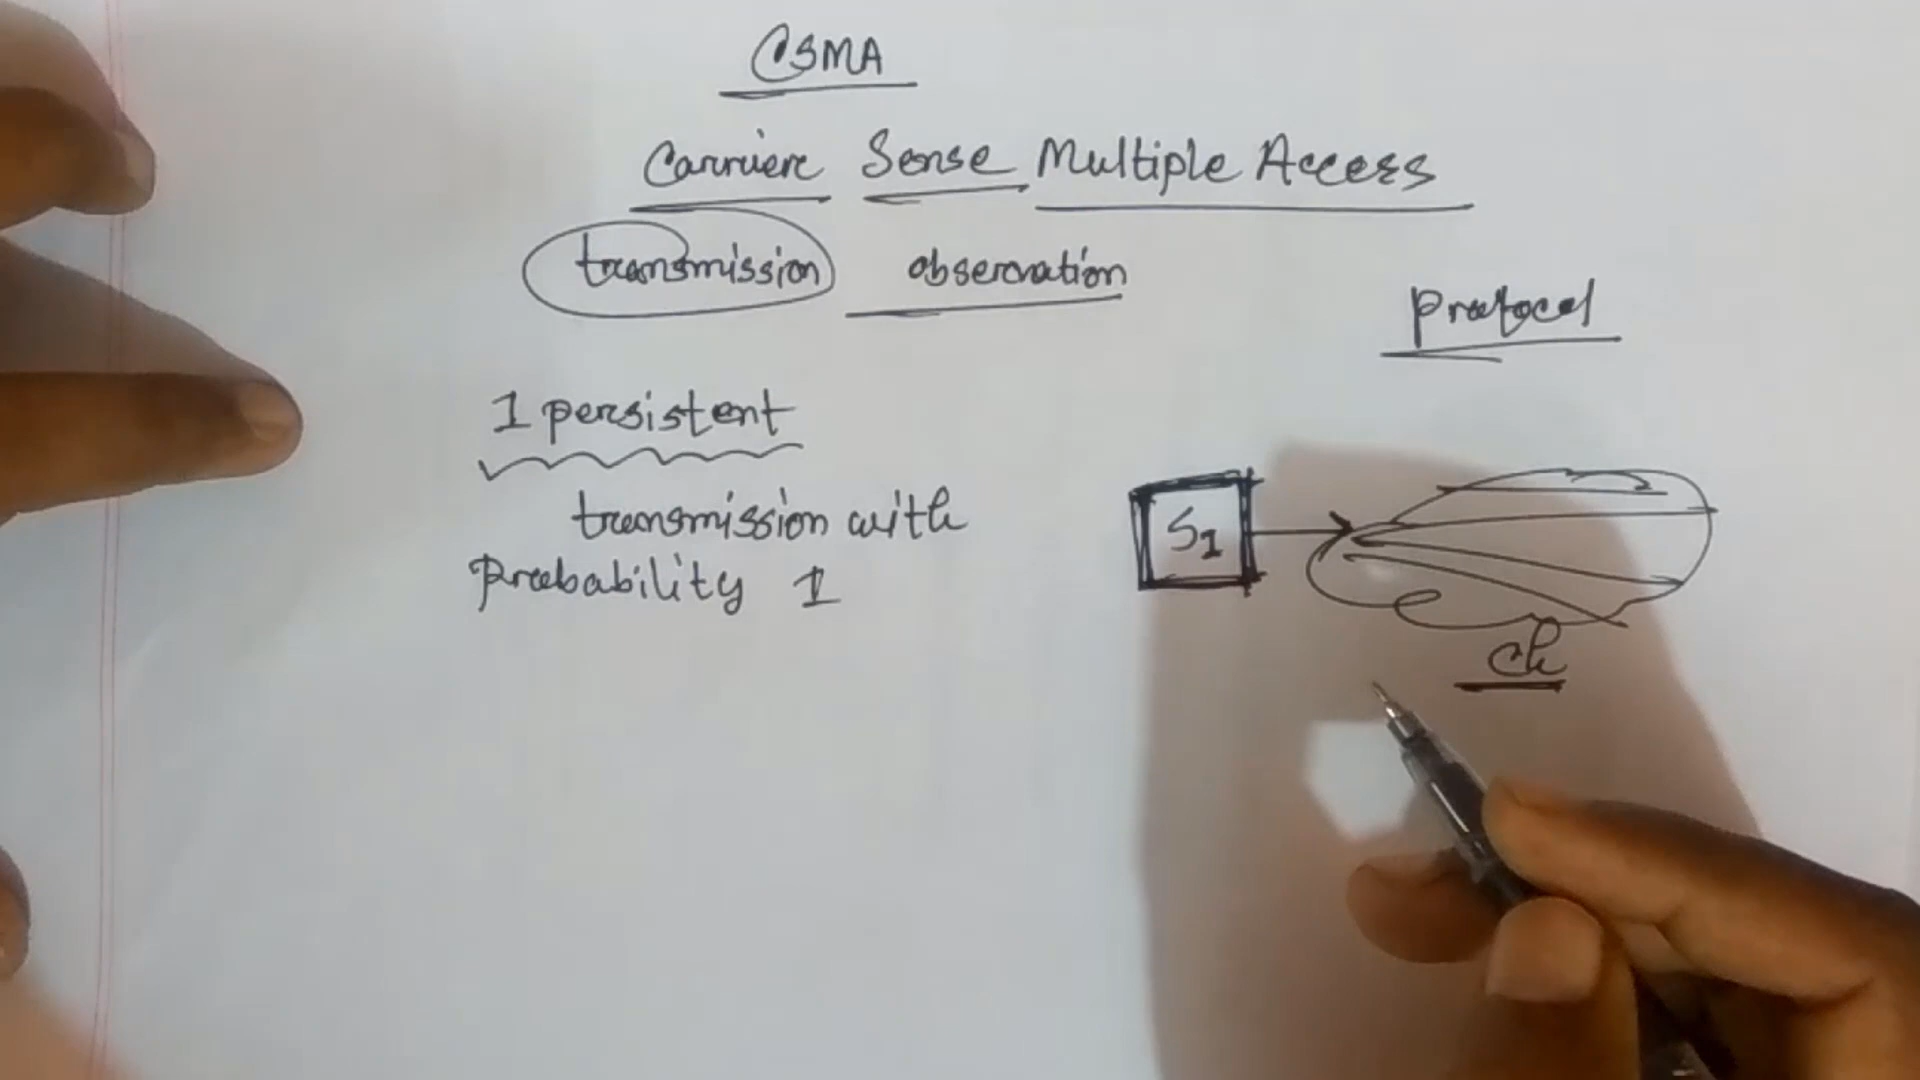 CSMA
Carrier Sense Multiple Access
transmission observation
Protocol
1 persistent
transmission with
Probability 1
S1
ch